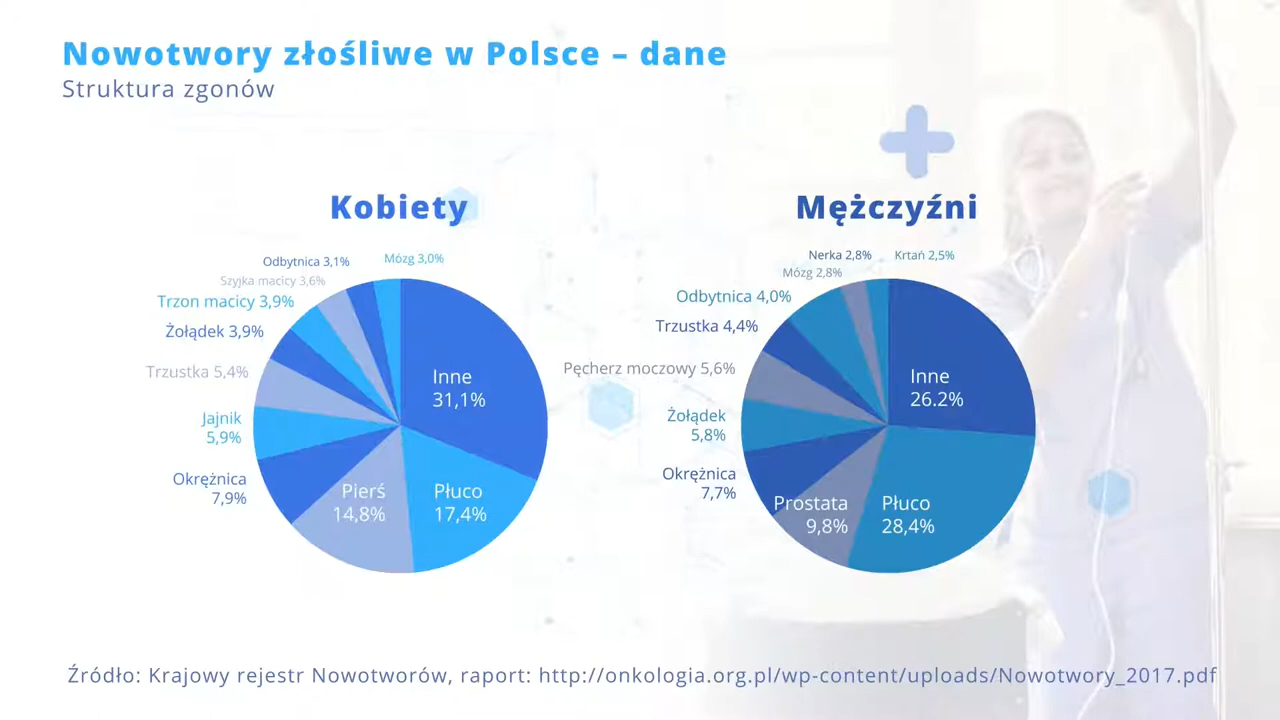 Nowotwory złośliwe w Polsce – dane
Struktura zgonów
Kobiety
Odbytnica 3,1%
Mózg 3,0%
Szyjka macicy 3,6%
Trzon macicy 3,9%
Żołądek 3,9%
Trzustka 5,4%
Jajnik
5,9%
Okrężnica
7,9%
Pierś
14,8%
Płuco
17,4%
Inne
31,1%
Mężczyźni
Nerka 2,8%
Krtań 2,5%
Mózg 2,8%
Odbytnica 4,0%
Trzustka 4,4%
Pęcherz moczowy 5,6%
Żołądek
5,8%
Okrężnica
7,7%
Prostata
9,8%
Płuco
28,4%
Inne
26.2%
Źródło: Krajowy rejestr Nowotworów, raport: http://onkologia.org.pl/wp-content/uploads/Nowotwory_2017.pdf